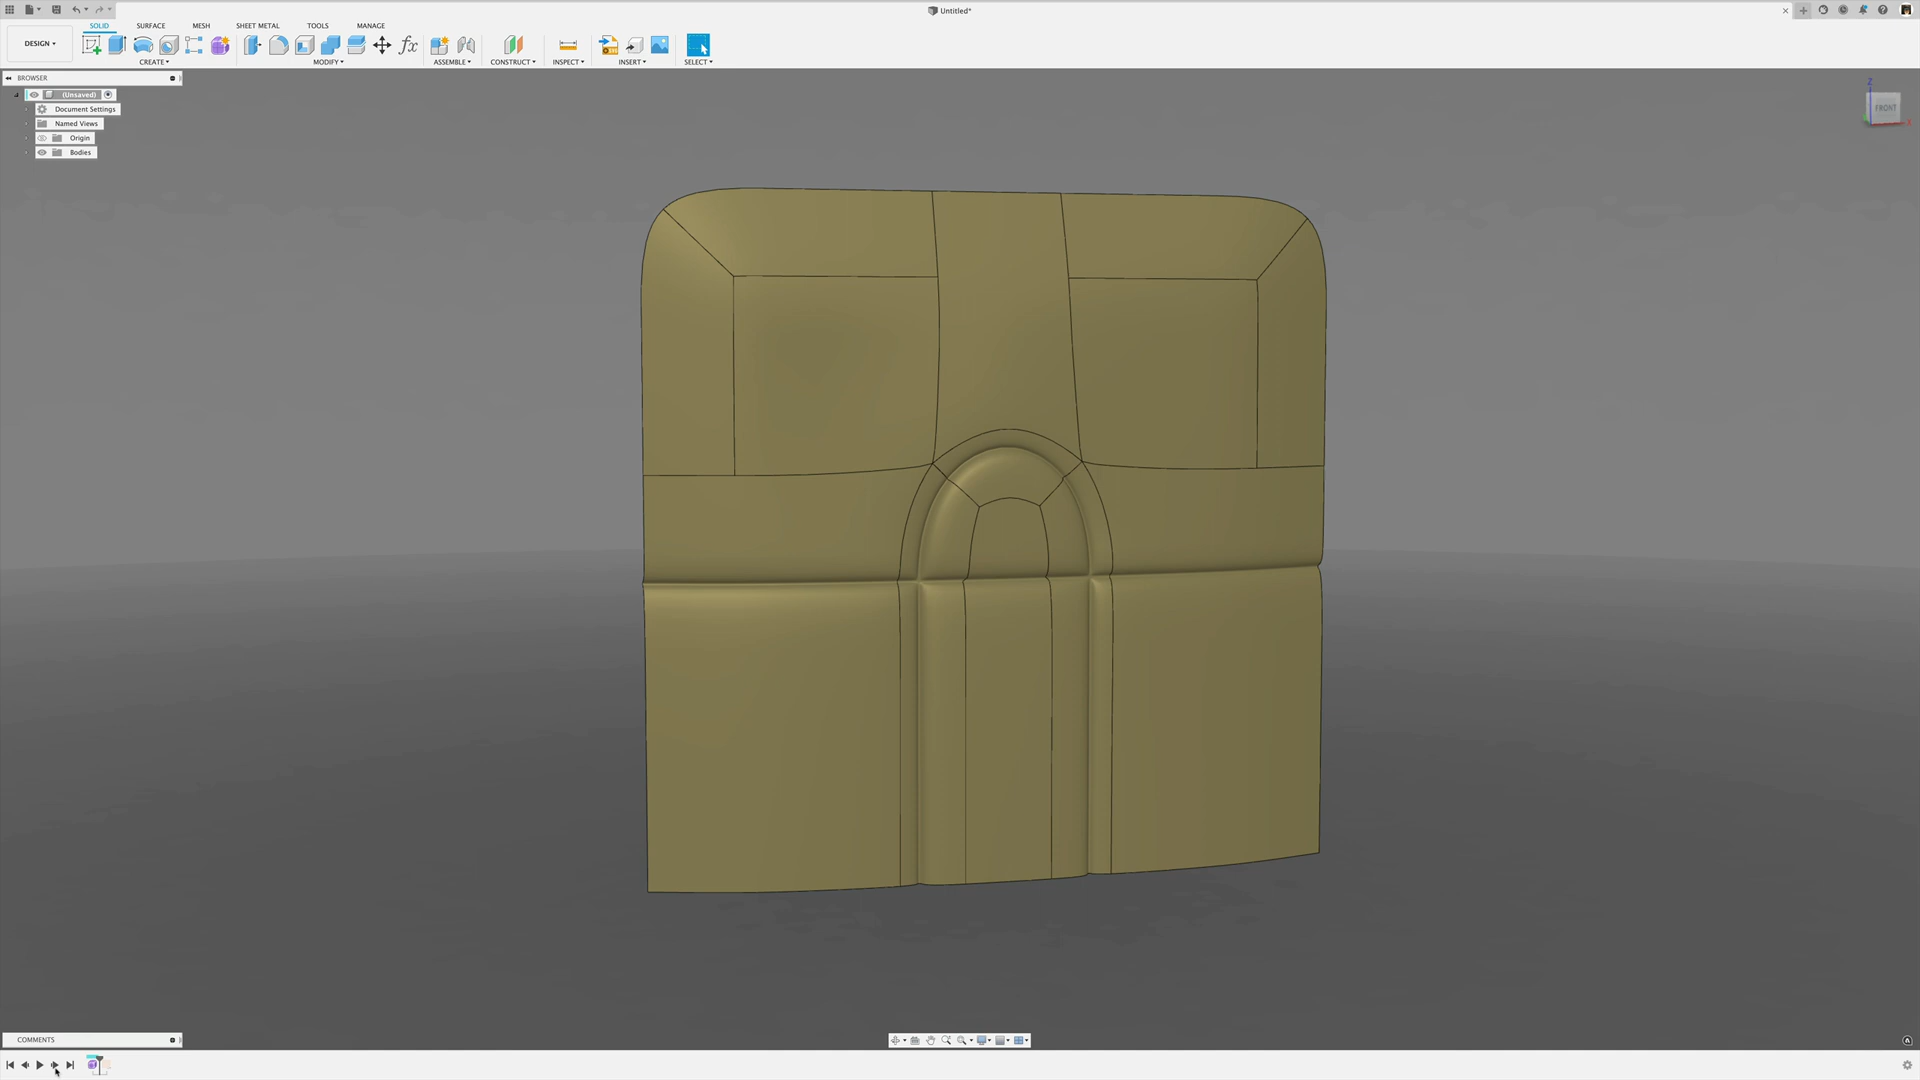 Untitled*
SOLID SURFACE MESH SHEET METAL TOOLS MANAGE
DESIGN
CREATE MODIFY ASSEMBLE CONSTRUCT INSPECT INSERT SELECT
fx
BROWSER
(Unsaved)
Document Settings
Named Views
Origin
Bodies
Z
FRONT
X
COMMENTS